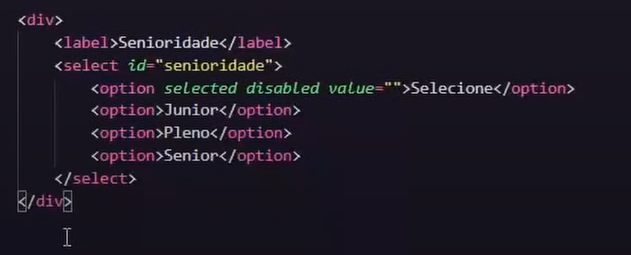 <div>
<label>Senioridade</label>
<select id="senioridade">
<option selected disabled value="">Selecione</option>
<option>Junior</option>
<option>Pleno</option>
<option>Senior</option>
</select>
</div>